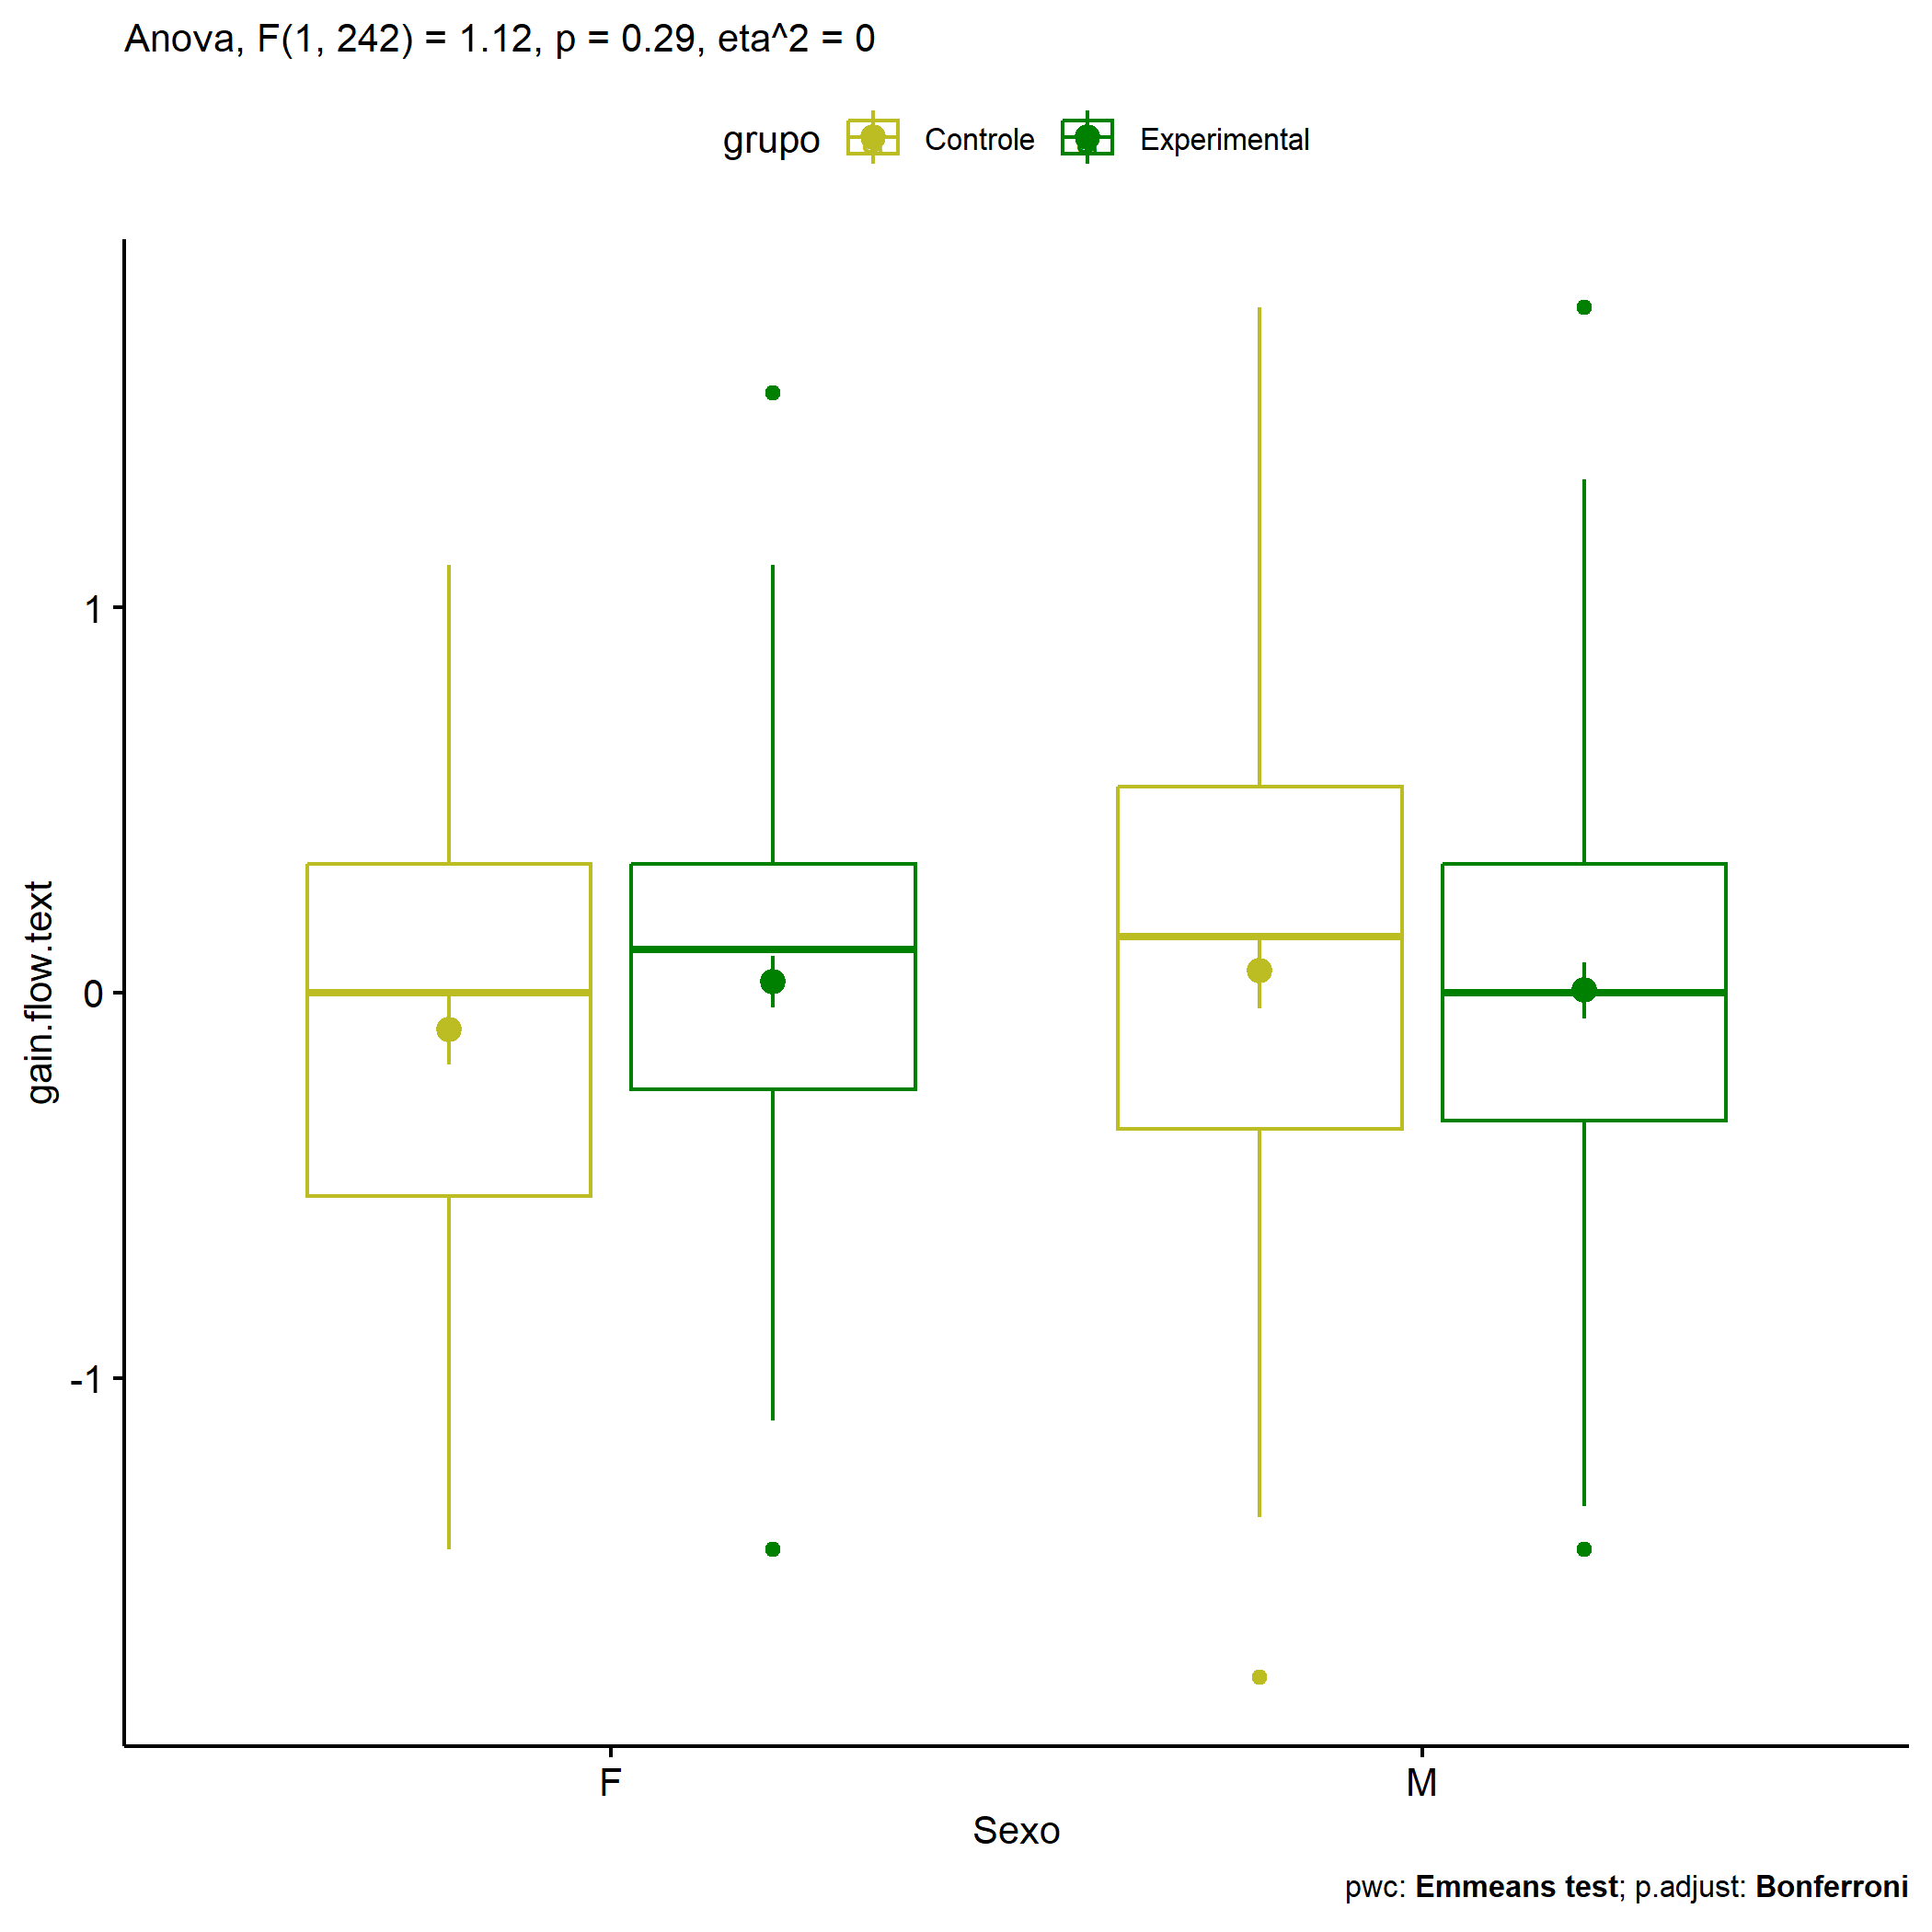 Anova, F(1, 242) = 1.12, p = 0.29, eta^2 = 0
grupo Controle Experimental
gain.flow.text
1
0
-1
F M
Sexo
pwc: Emmeans test; p.adjust: Bonferroni